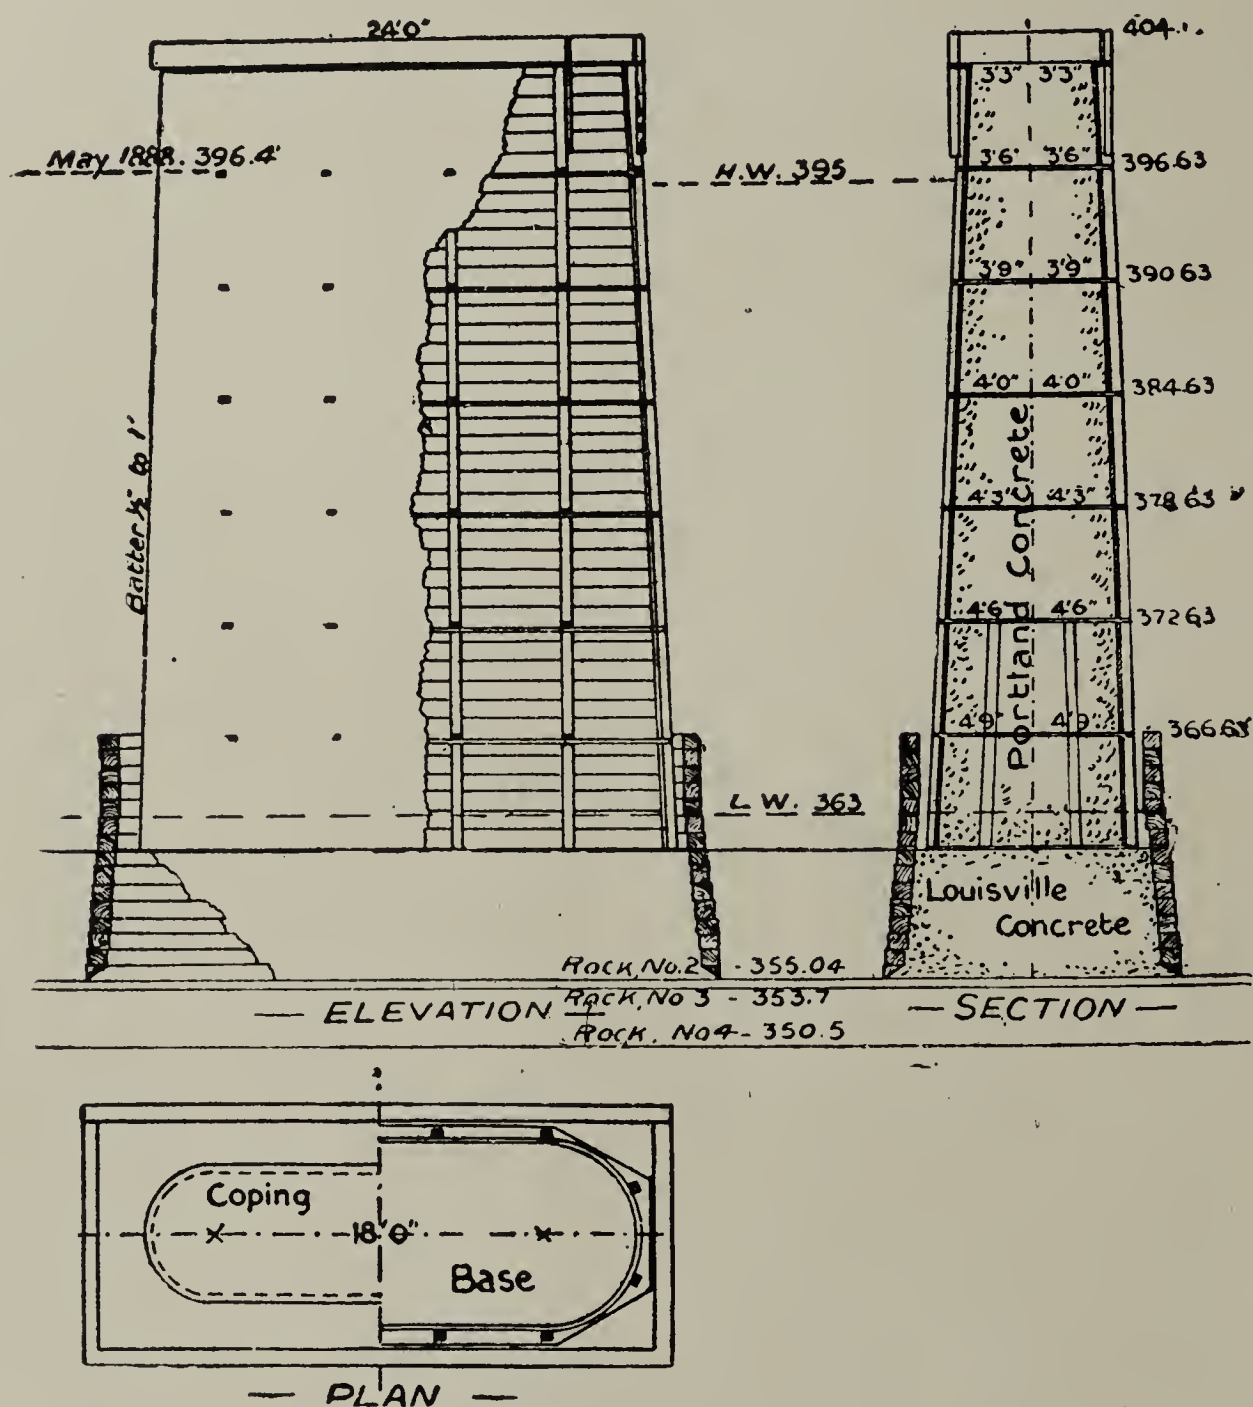 24'0"
404.
3'3" 3'3"
May 1888. 396.4'
H.W. 395
3'6" 3'6"
396.63
3'9" 3'9"
390 63
4'0" 4'0"
384.63
Batter ½" to 1'
4'3" 4'3"
378.63
Portland Concrete
4'6" 4'6"
372 63
4'9" 4'9"
366.63
L W. 363
Louisville
Concrete
Rock, No. 2 - 355.04
Rock, No 3 - 353.7
Rock, No 4 - 350.5
— ELEVATION —
— SECTION —
Coping
18'0"
Base
— PLAN —